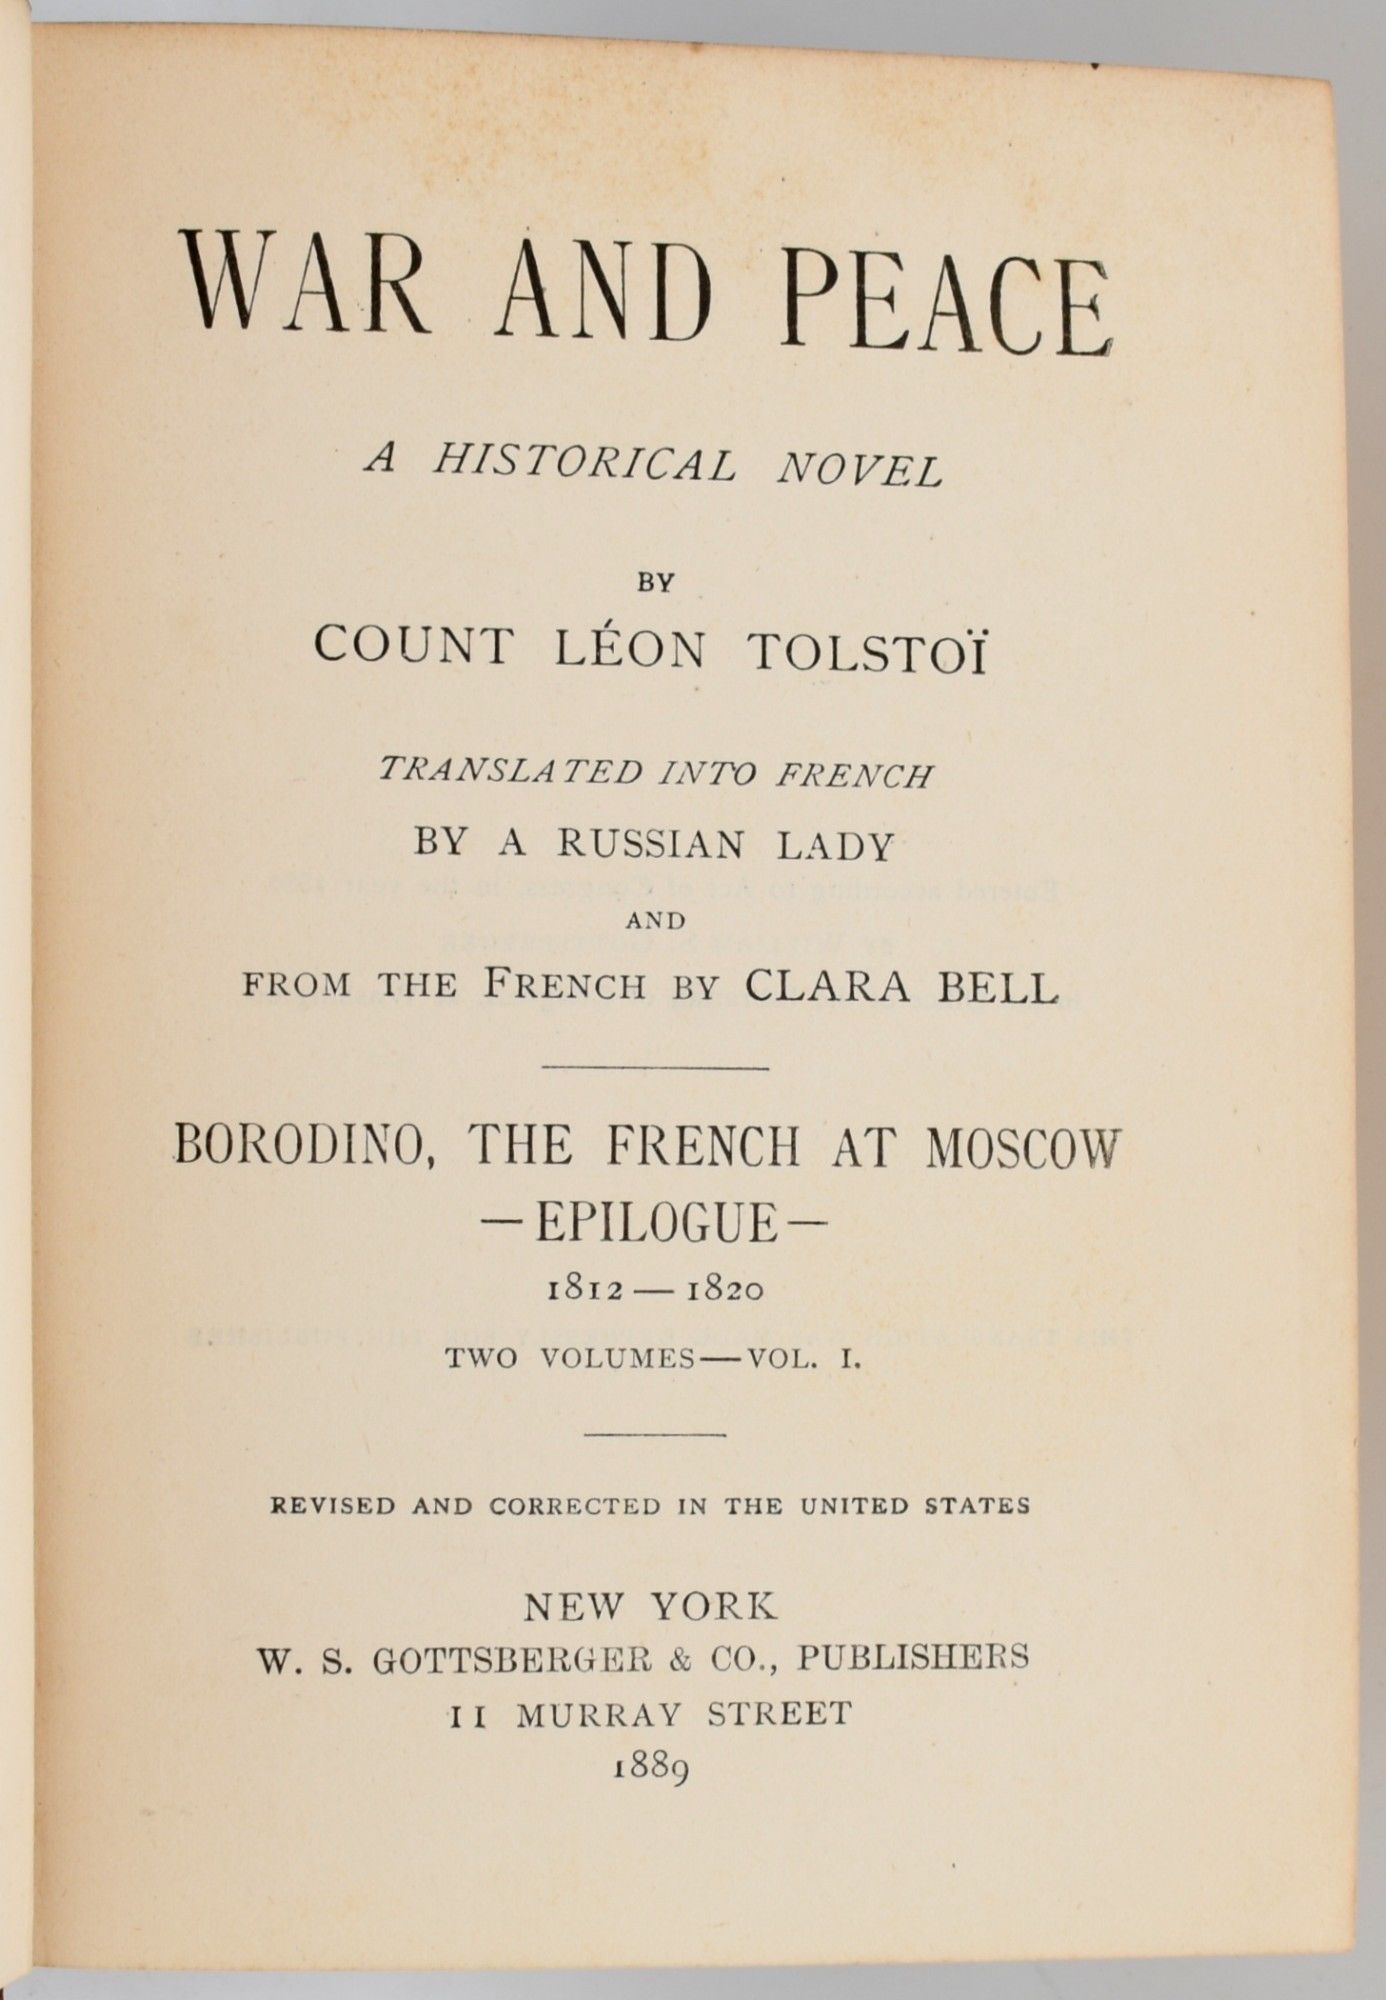 WAR AND PEACE
A HISTORICAL NOVEL
BY
COUNT LÉON TOLSTOÏ
TRANSLATED INTO FRENCH
BY A RUSSIAN LADY
AND
FROM THE FRENCH BY CLARA BELL
BORODINO, THE FRENCH AT MOSCOW
—EPILOGUE—
1812—1820
TWO VOLUMES—VOL. I.
REVISED AND CORRECTED IN THE UNITED STATES
NEW YORK
W. S. GOTTSBERGER & CO., PUBLISHERS
11 MURRAY STREET
1889